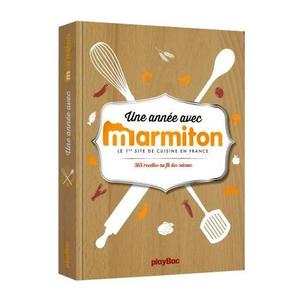 Une année avec
marmiton
LE 1ER SITE DE CUISINE EN FRANCE
365 recettes au fil des saisons
playBac
Une année avec marmiton